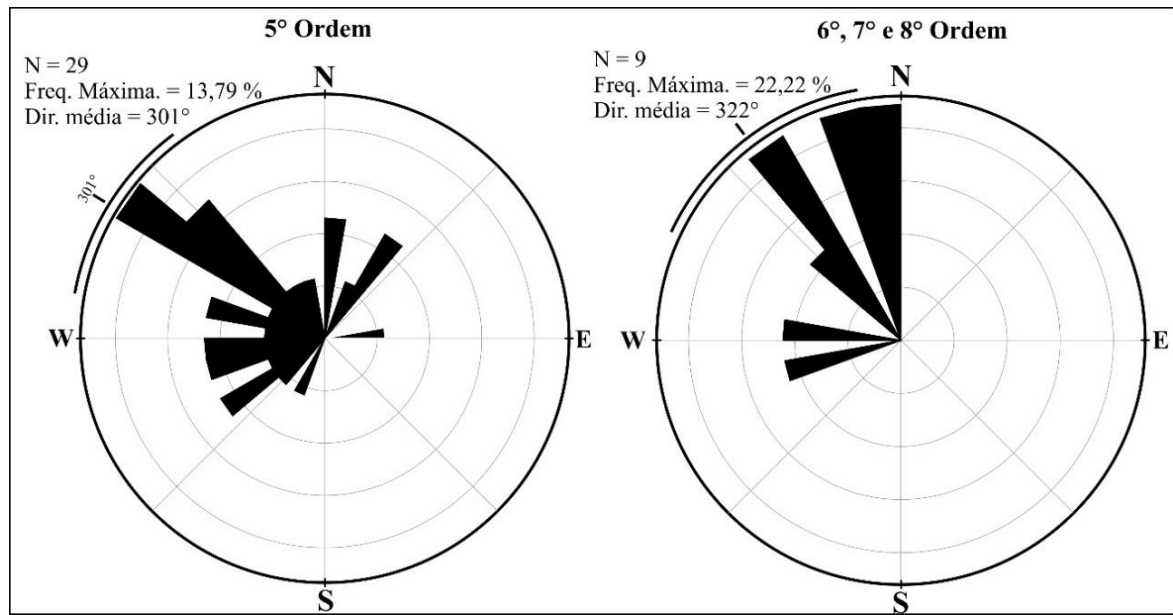 5° Ordem
N = 29
Freq. Máxima. = 13,79 %
Dir. média = 301°
N
301°
W
E
S
6°, 7° e 8° Ordem
N = 9
Freq. Máxima. = 22,22 %
Dir. média = 322°
N
W
E
S